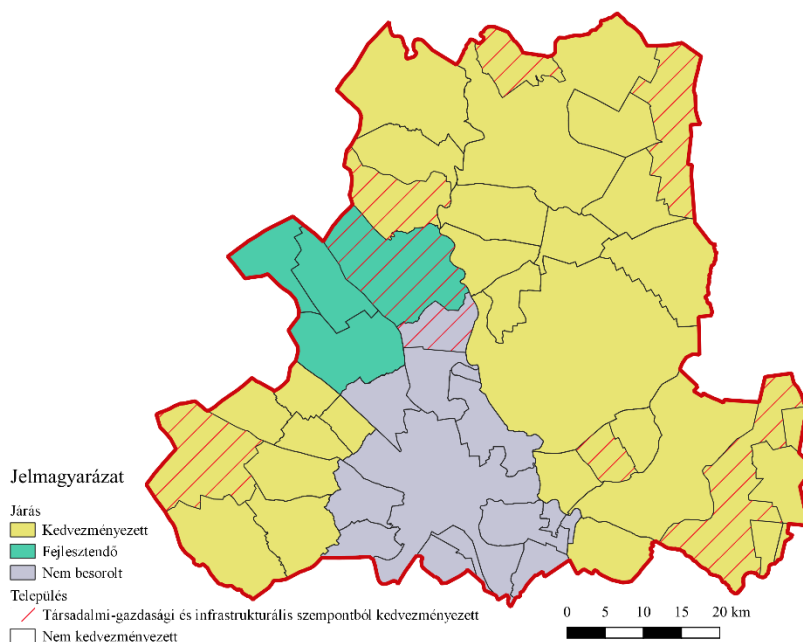 Jelmagyarázat
Járás
Kedvezményezett
Fejlesztendő
Nem besorolt
Település
Társadalmi-gazdasági és infrastrukturális szempontból kedvezményezett
Nem kedvezményezett
0 5 10 15 20 km